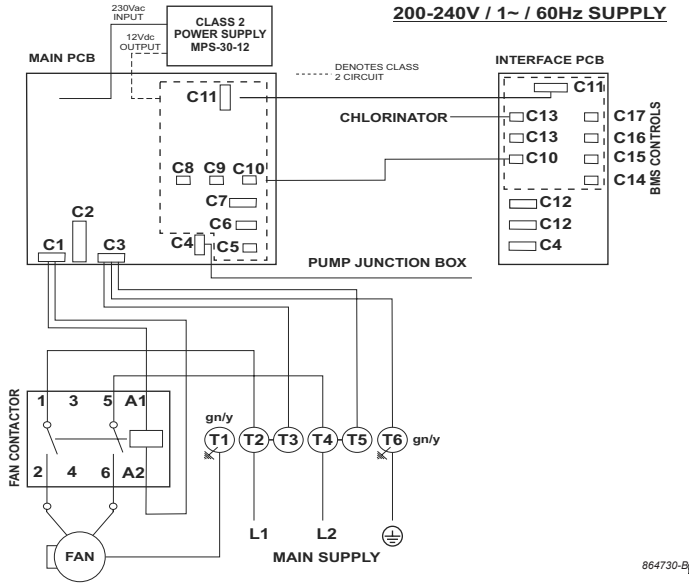 200-240V / 1~ / 60Hz SUPPLY
230Vac
INPUT
CLASS 2
POWER SUPPLY
MPS-30-12
12Vdc
OUTPUT
MAIN PCB
DENOTES CLASS
2 CIRCUIT
INTERFACE PCB
C11
C11
CHLORINATOR
C13
C17
C13
C16
C10
C15
C14
BMS CONTROLS
C8
C9
C10
C7
C12
C6
C12
C2
C1
C3
C4
C5
C4
PUMP JUNCTION BOX
FAN CONTACTOR
1
3
5
A1
2
4
6
A2
gn/y
T1
T2
T3
T4
T5
T6
gn/y
L1
L2
MAIN SUPPLY
FAN